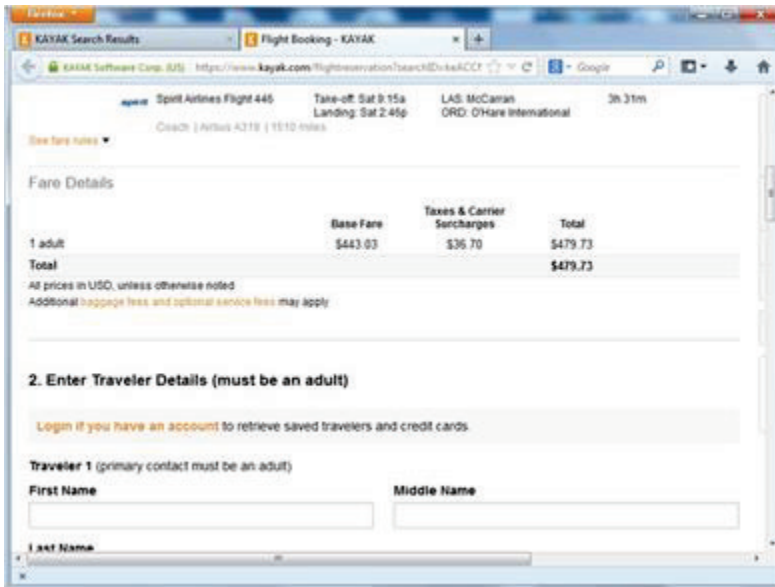 Firefox
KAYAK Search Results
Flight Booking - KAYAK
KAYAK Software Corp. (US) https://www.kayak.com/flightreservation?searchID=keACCf Google
spirit Spirit Airlines Flight 446 Take-off: Sat 9:15a LAS: McCarran 3h 31m
Landing: Sat 2:46p ORD: O'Hare International
Coach | Airbus A319 | 1510 miles
See fare rules
Fare Details
Base Fare Taxes & Carrier Surcharges Total
1 adult $443.03 $36.70 $479.73
Total $479.73
All prices in USD, unless otherwise noted
Additional baggage fees and optional service fees may apply
2. Enter Traveler Details (must be an adult)
Login if you have an account to retrieve saved travelers and credit cards
Traveler 1 (primary contact must be an adult)
First Name Middle Name
Last Name